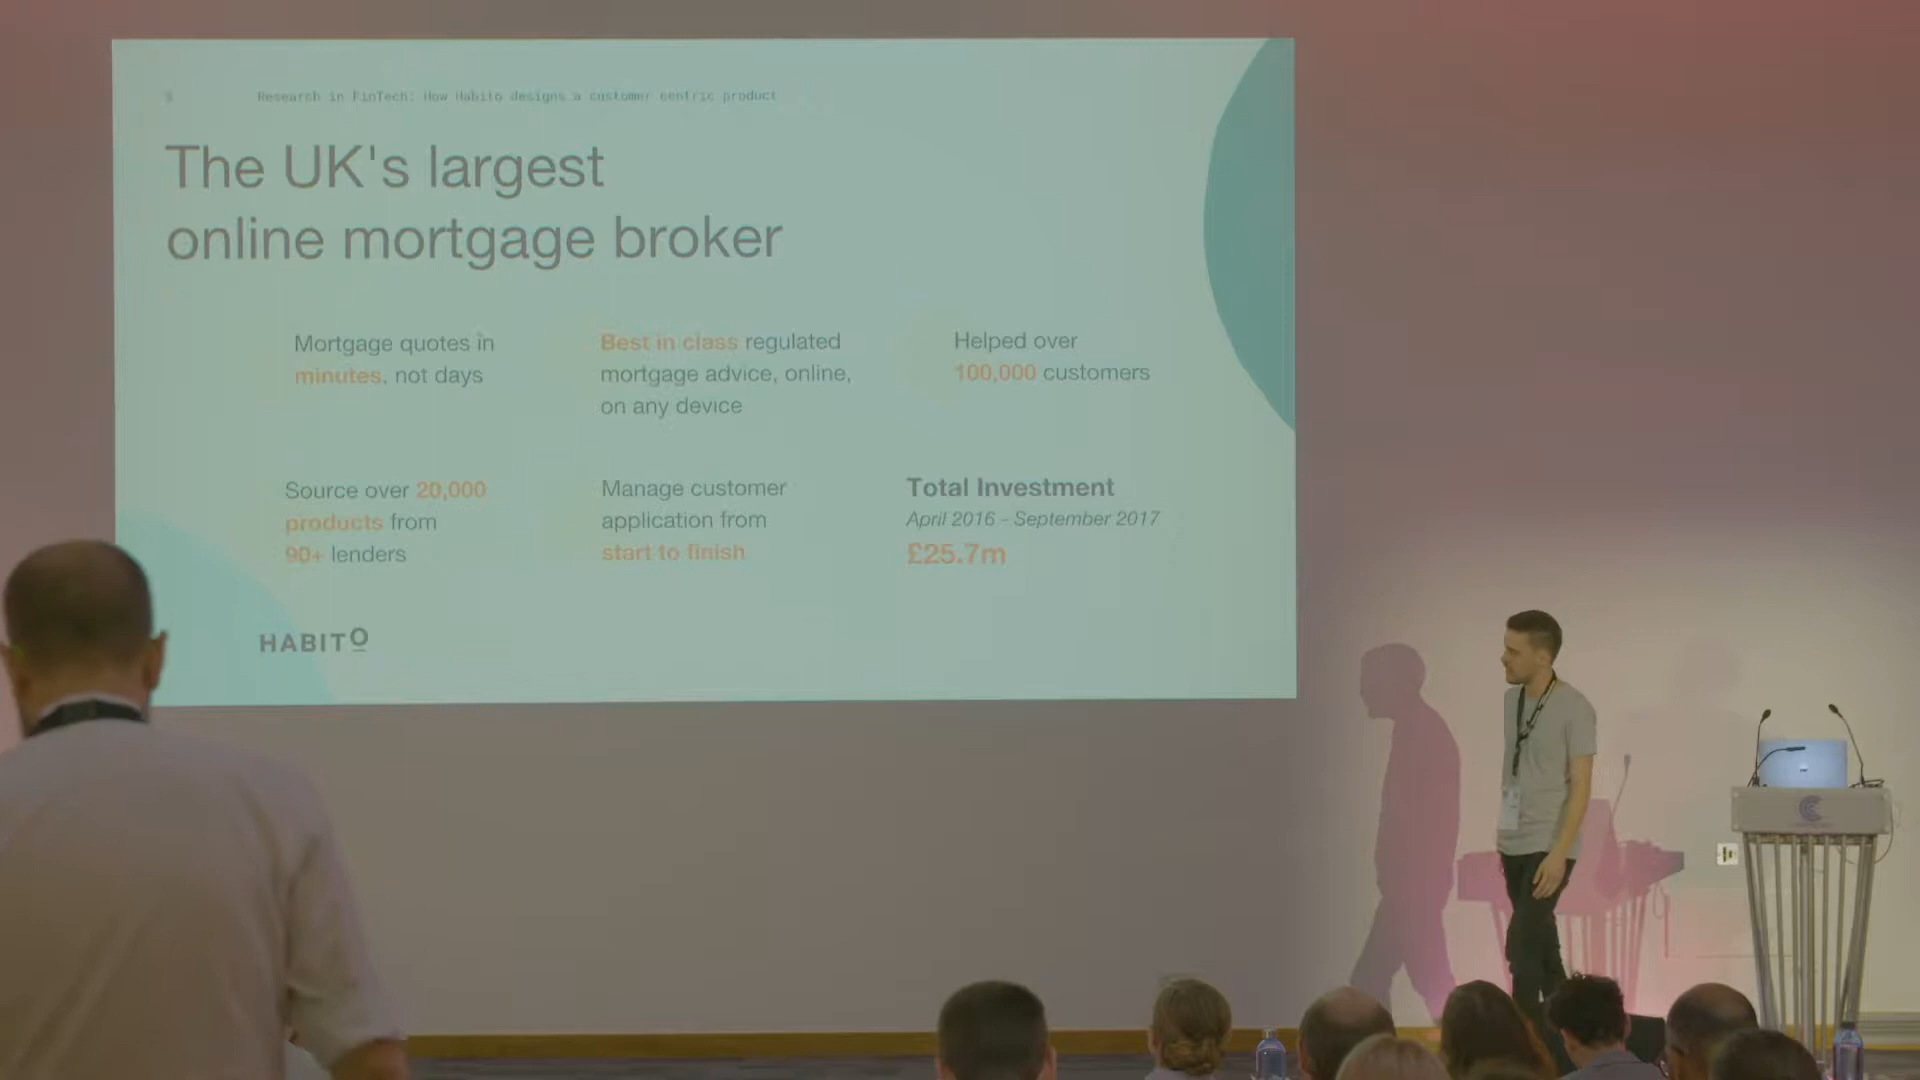 Research in FinTech: How Habito designs a customer centric product
The UK's largest
online mortgage broker
Mortgage quotes in
minutes, not days
Best in class regulated
mortgage advice, online,
on any device
Helped over
100,000 customers
Source over 20,000
products from
90+ lenders
Manage customer
application from
start to finish
Total Investment
April 2016 - September 2017
£25.7m
HABITO